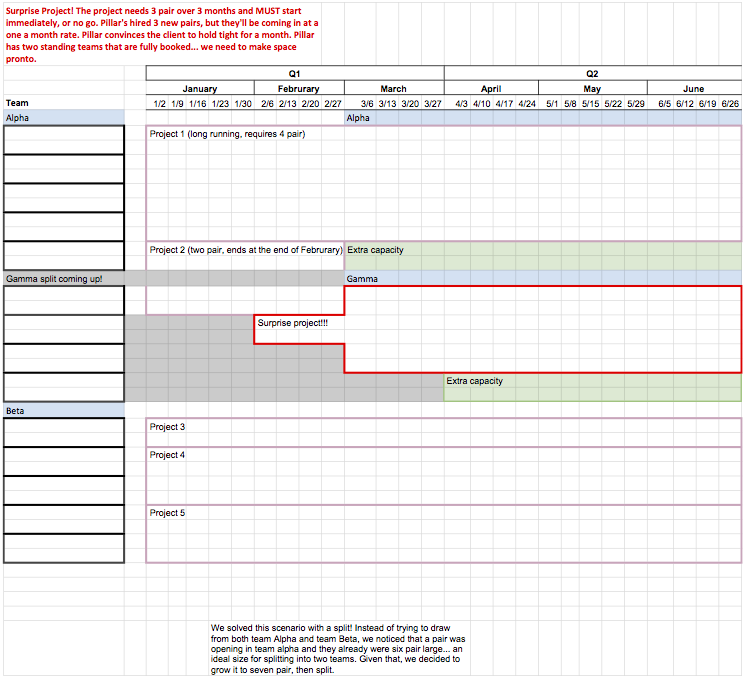 Surprise Project! The project needs 3 pair over 3 months and MUST start
immediately, or no go. Pillar's hired 3 new pairs, but they'll be coming in at a
one a month rate. Pillar convinces the client to hold tight for a month. Pillar
has two standing teams that are fully booked... we need to make space
pronto.
Q1 Q2
January Februrary March April May June
Team 1/2 1/9 1/16 1/23 1/30 2/6 2/13 2/20 2/27 3/6 3/13 3/20 3/27 4/3 4/10 4/17 4/24 5/1 5/8 5/15 5/22 5/29 6/5 6/12 6/19 6/26
Alpha Alpha
Project 1 (long running, requires 4 pair)
Project 2 (two pair, ends at the end of Februrary) Extra capacity
Gamma split coming up! Gamma
Surprise project!!!
Extra capacity
Beta
Project 3
Project 4
Project 5
We solved this scenario with a split! Instead of trying to draw
from both team Alpha and team Beta, we noticed that a pair was
opening in team alpha and they already were six pair large... an
ideal size for splitting into two teams. Given that, we decided to
grow it to seven pair, then split.